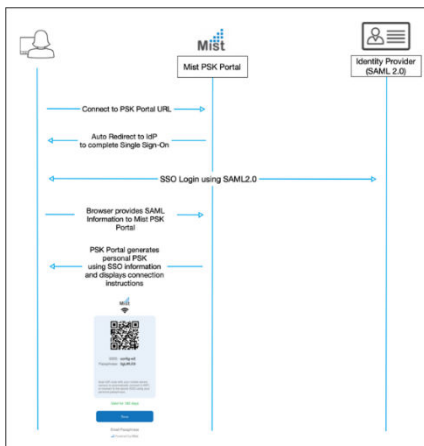 Mist
Mist PSK Portal
Identity Provider
(SAML 2.0)
Connect to PSK Portal URL
Auto Redirect to IdP
to complete Single Sign-On
SSO Login using SAML2.0
Browser provides SAML
Information to Mist PSK
Portal
PSK Portal generates
personal PSK
using SSO information
and displays connection
instructions
Mist